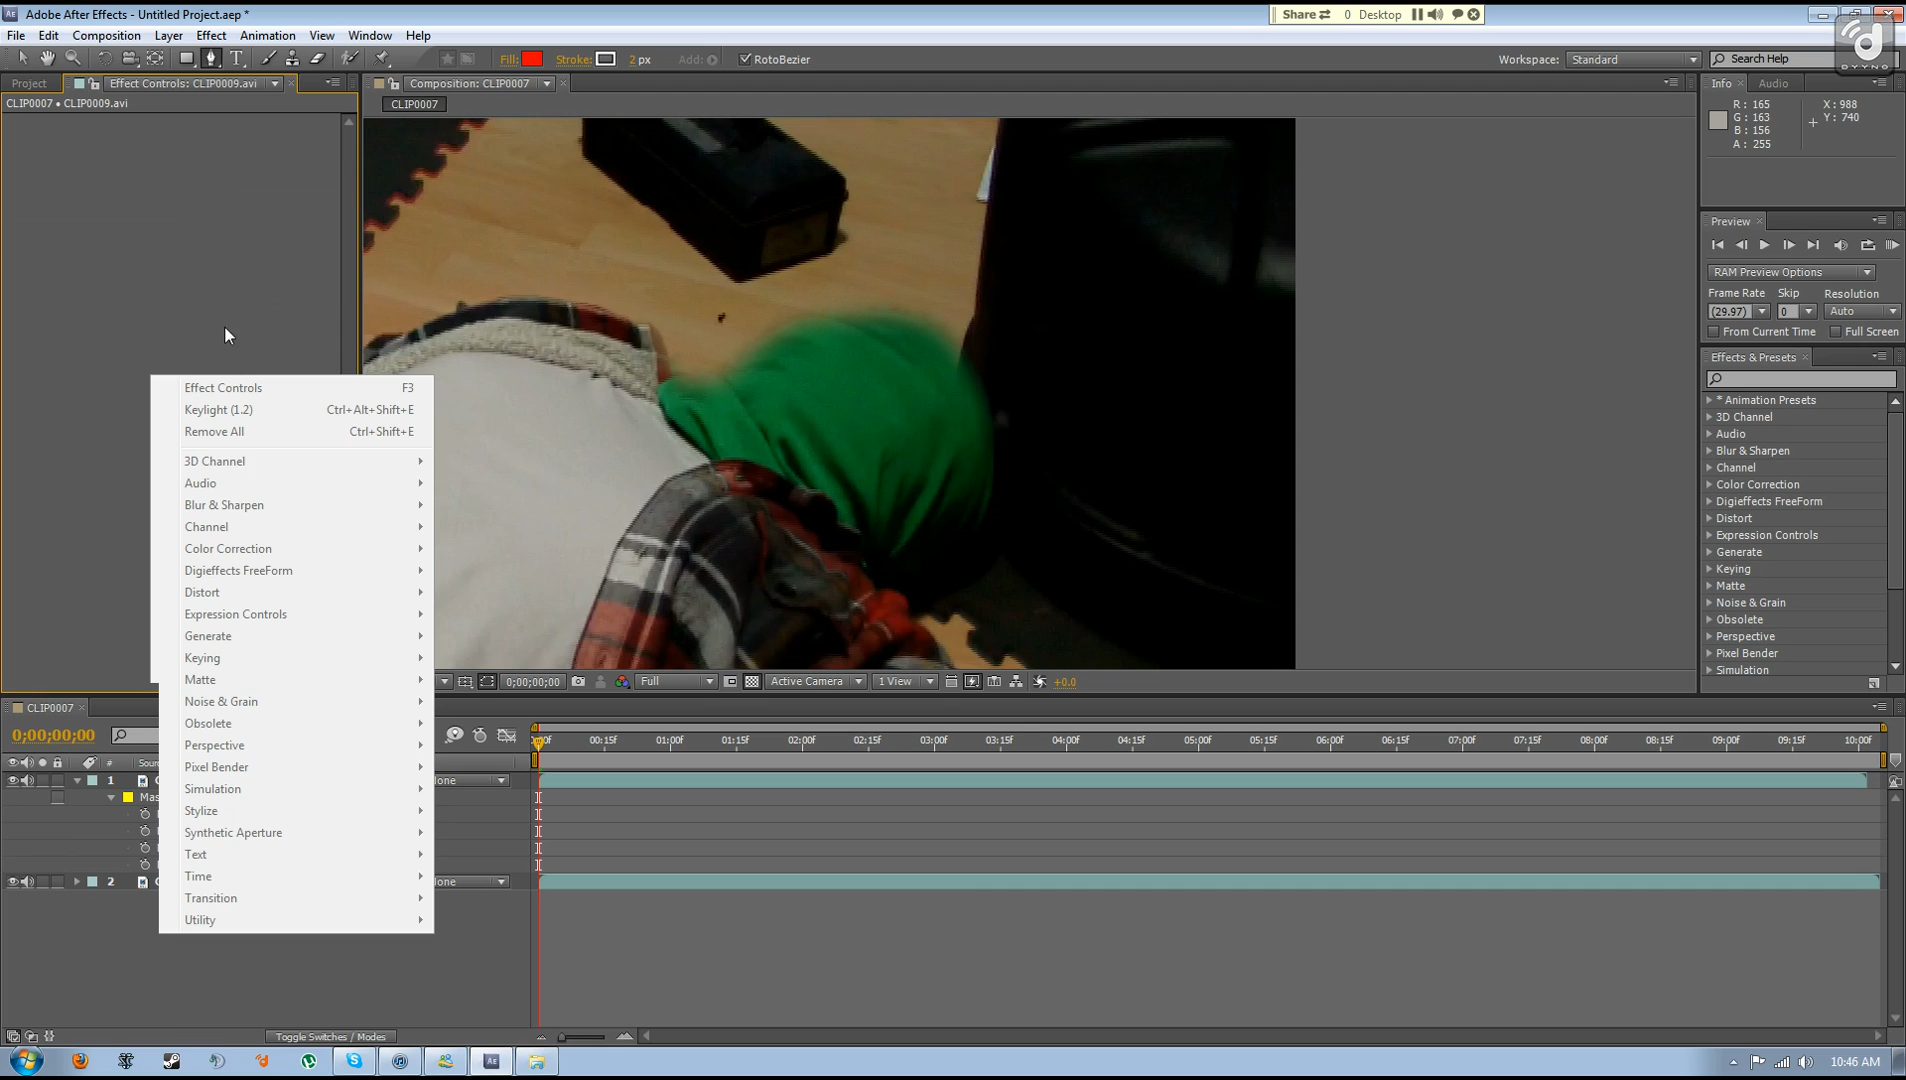 Adobe After Effects - Untitled Project.aep *
Share 0 Desktop
File Edit Composition Layer Effect Animation View Window Help
Fill: Stroke: 2 px Add: RotoBezier
Workspace: Standard
Search Help
DYYNO
Project Effect Controls: CLIP0009.avi
Composition: CLIP0007
Info Audio
CLIP0007 • CLIP0009.avi
CLIP0007
R: 165 X: 988
G: 163 Y: 740
B: 156
A: 255
Preview
RAM Preview Options
Frame Rate Skip Resolution
(29.97) 0 Auto
From Current Time Full Screen
Effects & Presets
* Animation Presets
3D Channel
Audio
Blur & Sharpen
Channel
Color Correction
Digieffects FreeForm
Distort
Expression Controls
Generate
Keying
Matte
Noise & Grain
Obsolete
Perspective
Pixel Bender
Simulation
Effect Controls F3
Keylight (1.2) Ctrl+Alt+Shift+E
Remove All Ctrl+Shift+E
3D Channel
Audio
Blur & Sharpen
Channel
Color Correction
Digieffects FreeForm
Distort
Expression Controls
Generate
Keying
Matte
Noise & Grain
Obsolete
Perspective
Pixel Bender
Simulation
Stylize
Synthetic Aperture
Text
Time
Transition
Utility
0;00;00;00 Full Active Camera 1 View +0.0
CLIP0007
0;00;00;00
00:15f 01:00f 01:15f 02:00f 02:15f 03:00f 03:15f 04:00f 04:15f 05:00f 05:15f 06:00f 06:15f 07:00f 07:15f 08:00f 08:15f 09:00f 09:15f 10:00f
# Sour
1
Mas
2
Toggle Switches / Modes
10:46 AM